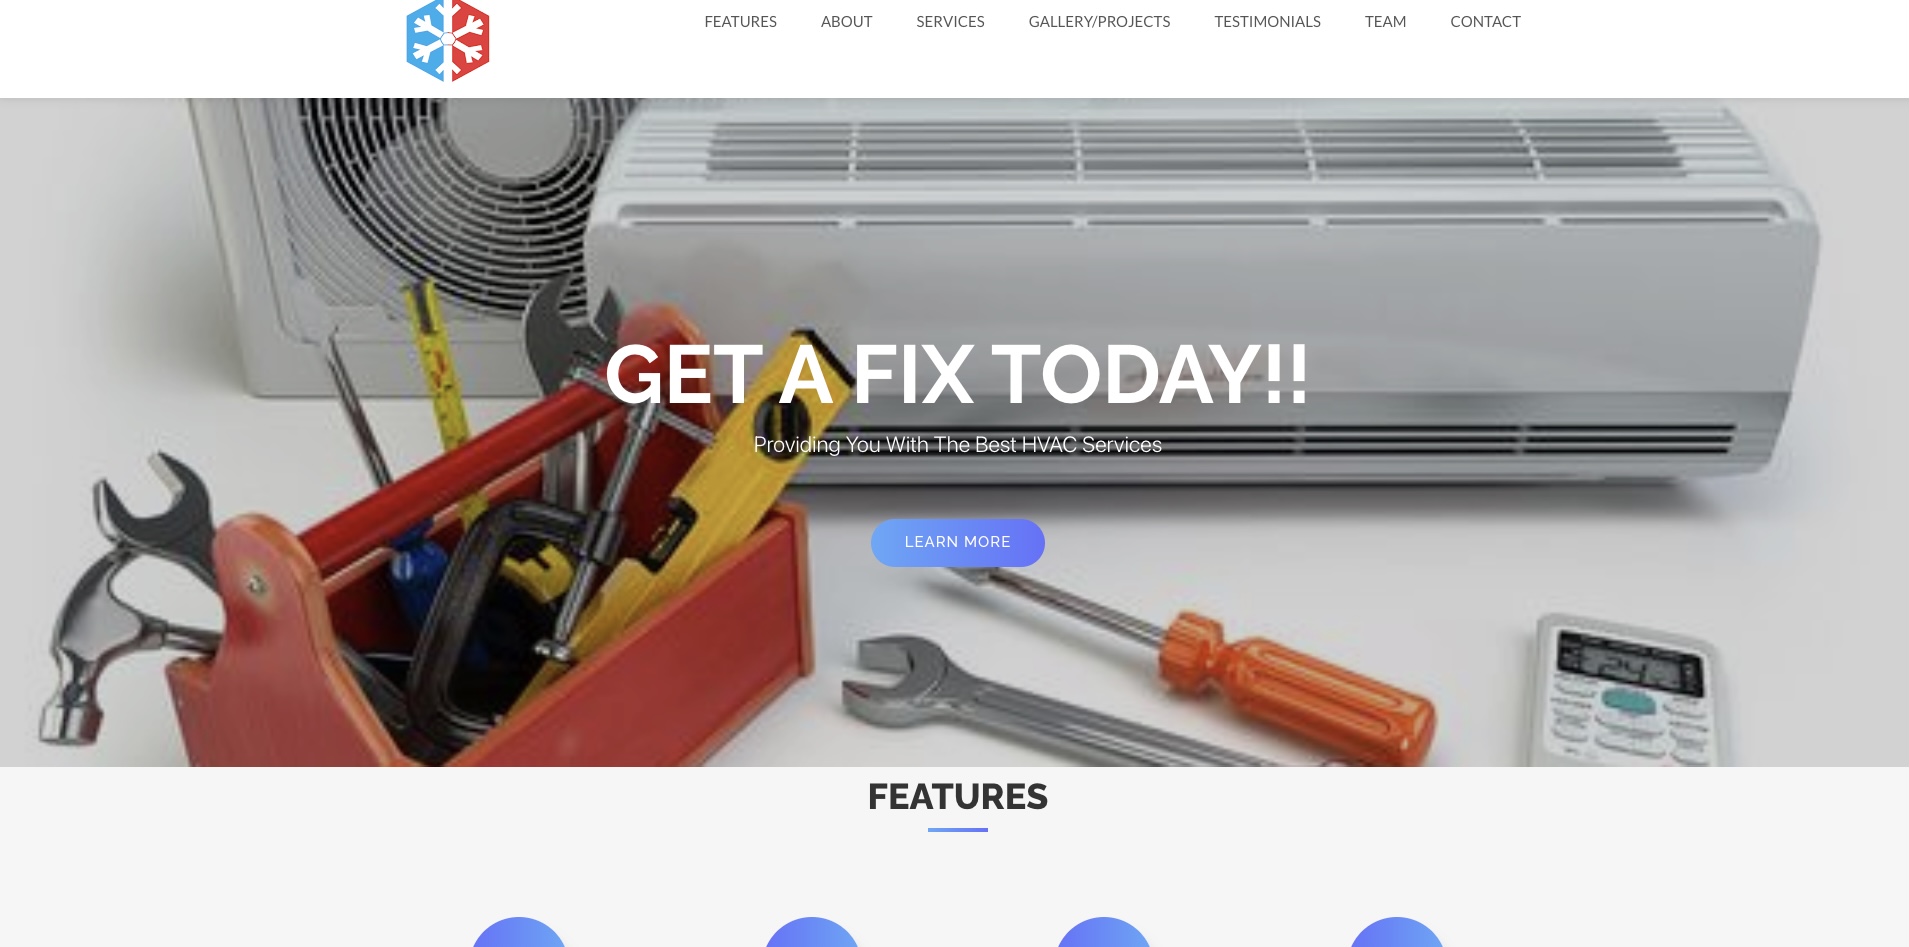 FEATURES ABOUT SERVICES GALLERY/PROJECTS TESTIMONIALS TEAM CONTACT
GET A FIX TODAY!!
Providing You With The Best HVAC Services
LEARN MORE
24
FEATURES